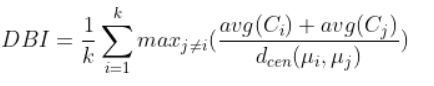 DBI = \frac{1}{k} \sum_{i=1}^{k} max_{j \neq i} ( \frac{avg(C_i) + avg(C_j)}{d_{cen}(\mu_i, \mu_j)} )